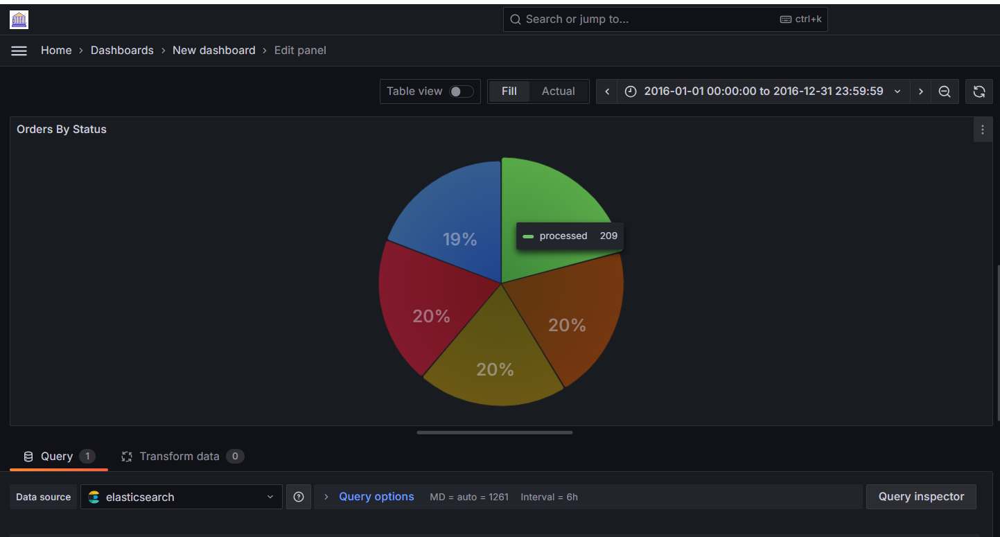 Search or jump to... ctrl+k
Home › Dashboards › New dashboard › Edit panel
Table view Fill Actual 2016-01-01 00:00:00 to 2016-12-31 23:59:59
Orders By Status
processed 209
19%
20%
20%
20%
Query 1 Transform data 0
Data source elasticsearch Query options MD = auto = 1261 Interval = 6h Query inspector